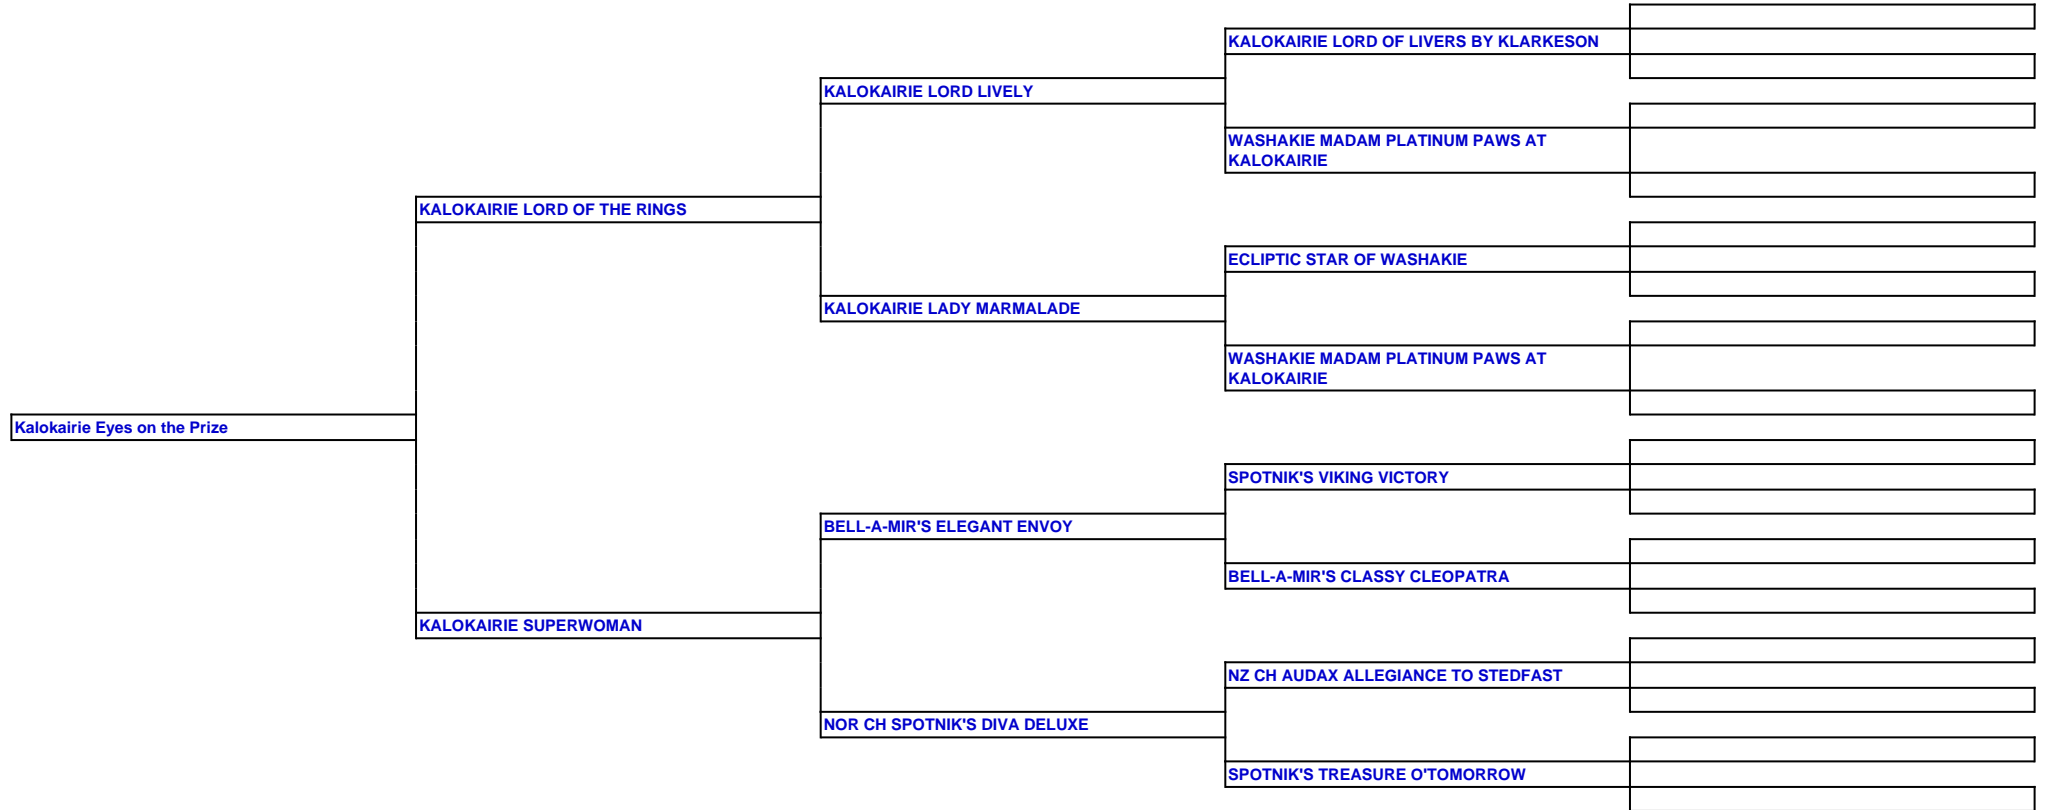 KALOKAIRIE LORD OF LIVERS BY KLARKESON
KALOKAIRIE LORD LIVELY
WASHAKIE MADAM PLATINUM PAWS AT
KALOKAIRIE
KALOKAIRIE LORD OF THE RINGS
ECLIPTIC STAR OF WASHAKIE
KALOKAIRIE LADY MARMALADE
WASHAKIE MADAM PLATINUM PAWS AT
KALOKAIRIE
Kalokairie Eyes on the Prize
SPOTNIK'S VIKING VICTORY
BELL-A-MIR'S ELEGANT ENVOY
BELL-A-MIR'S CLASSY CLEOPATRA
KALOKAIRIE SUPERWOMAN
NZ CH AUDAX ALLEGIANCE TO STEDFAST
NOR CH SPOTNIK'S DIVA DELUXE
SPOTNIK'S TREASURE O'TOMORROW